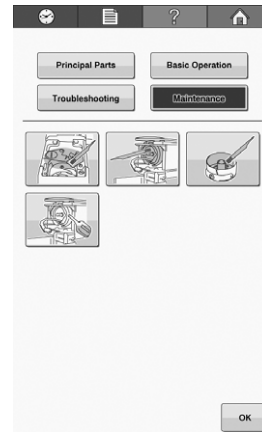 ?
Principal Parts
Basic Operation
Troubleshooting
Maintenance
OK